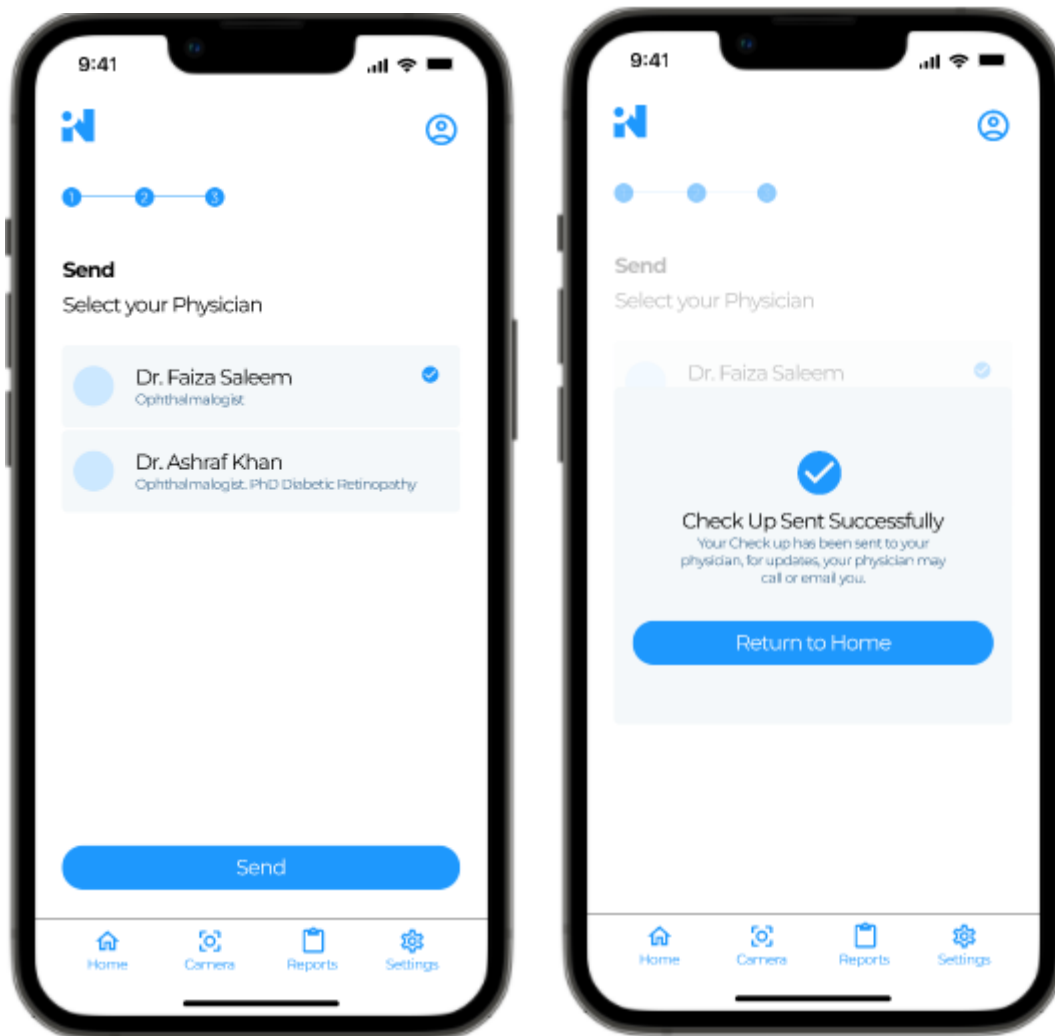 9:41
1 2 3
Send
Select your Physician
Dr. Faiza Saleem
Ophthalmalogist
Dr. Ashraf Khan
Ophthalmalogist. PhD Diabetic Retinopathy
Send
Home Camera Reports Settings
9:41
1 2 3
Send
Select your Physician
Dr. Faiza Saleem
Check Up Sent Successfully
Your Check up has been sent to your
physician, for updates, your physician may
call or email you.
Return to Home
Home Camera Reports Settings